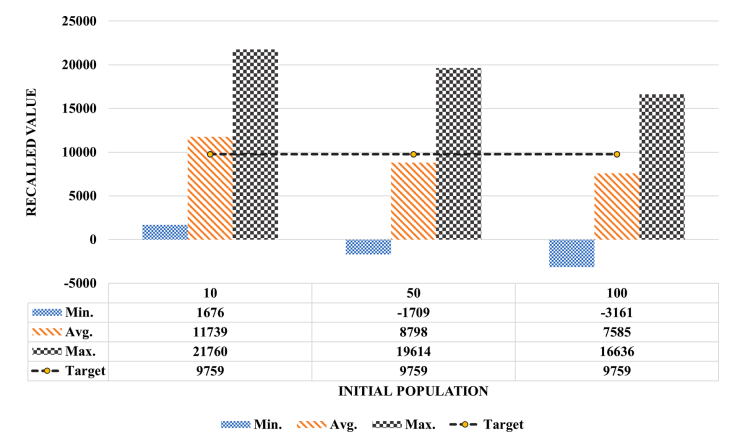 25000
20000
15000
10000
5000
0
-5000
RECALLED VALUE
10 50 100
Min. 1676 -1709 -3161
Avg. 11739 8798 7585
Max. 21760 19614 16636
Target 9759 9759 9759
INITIAL POPULATION
Min. Avg. Max. Target